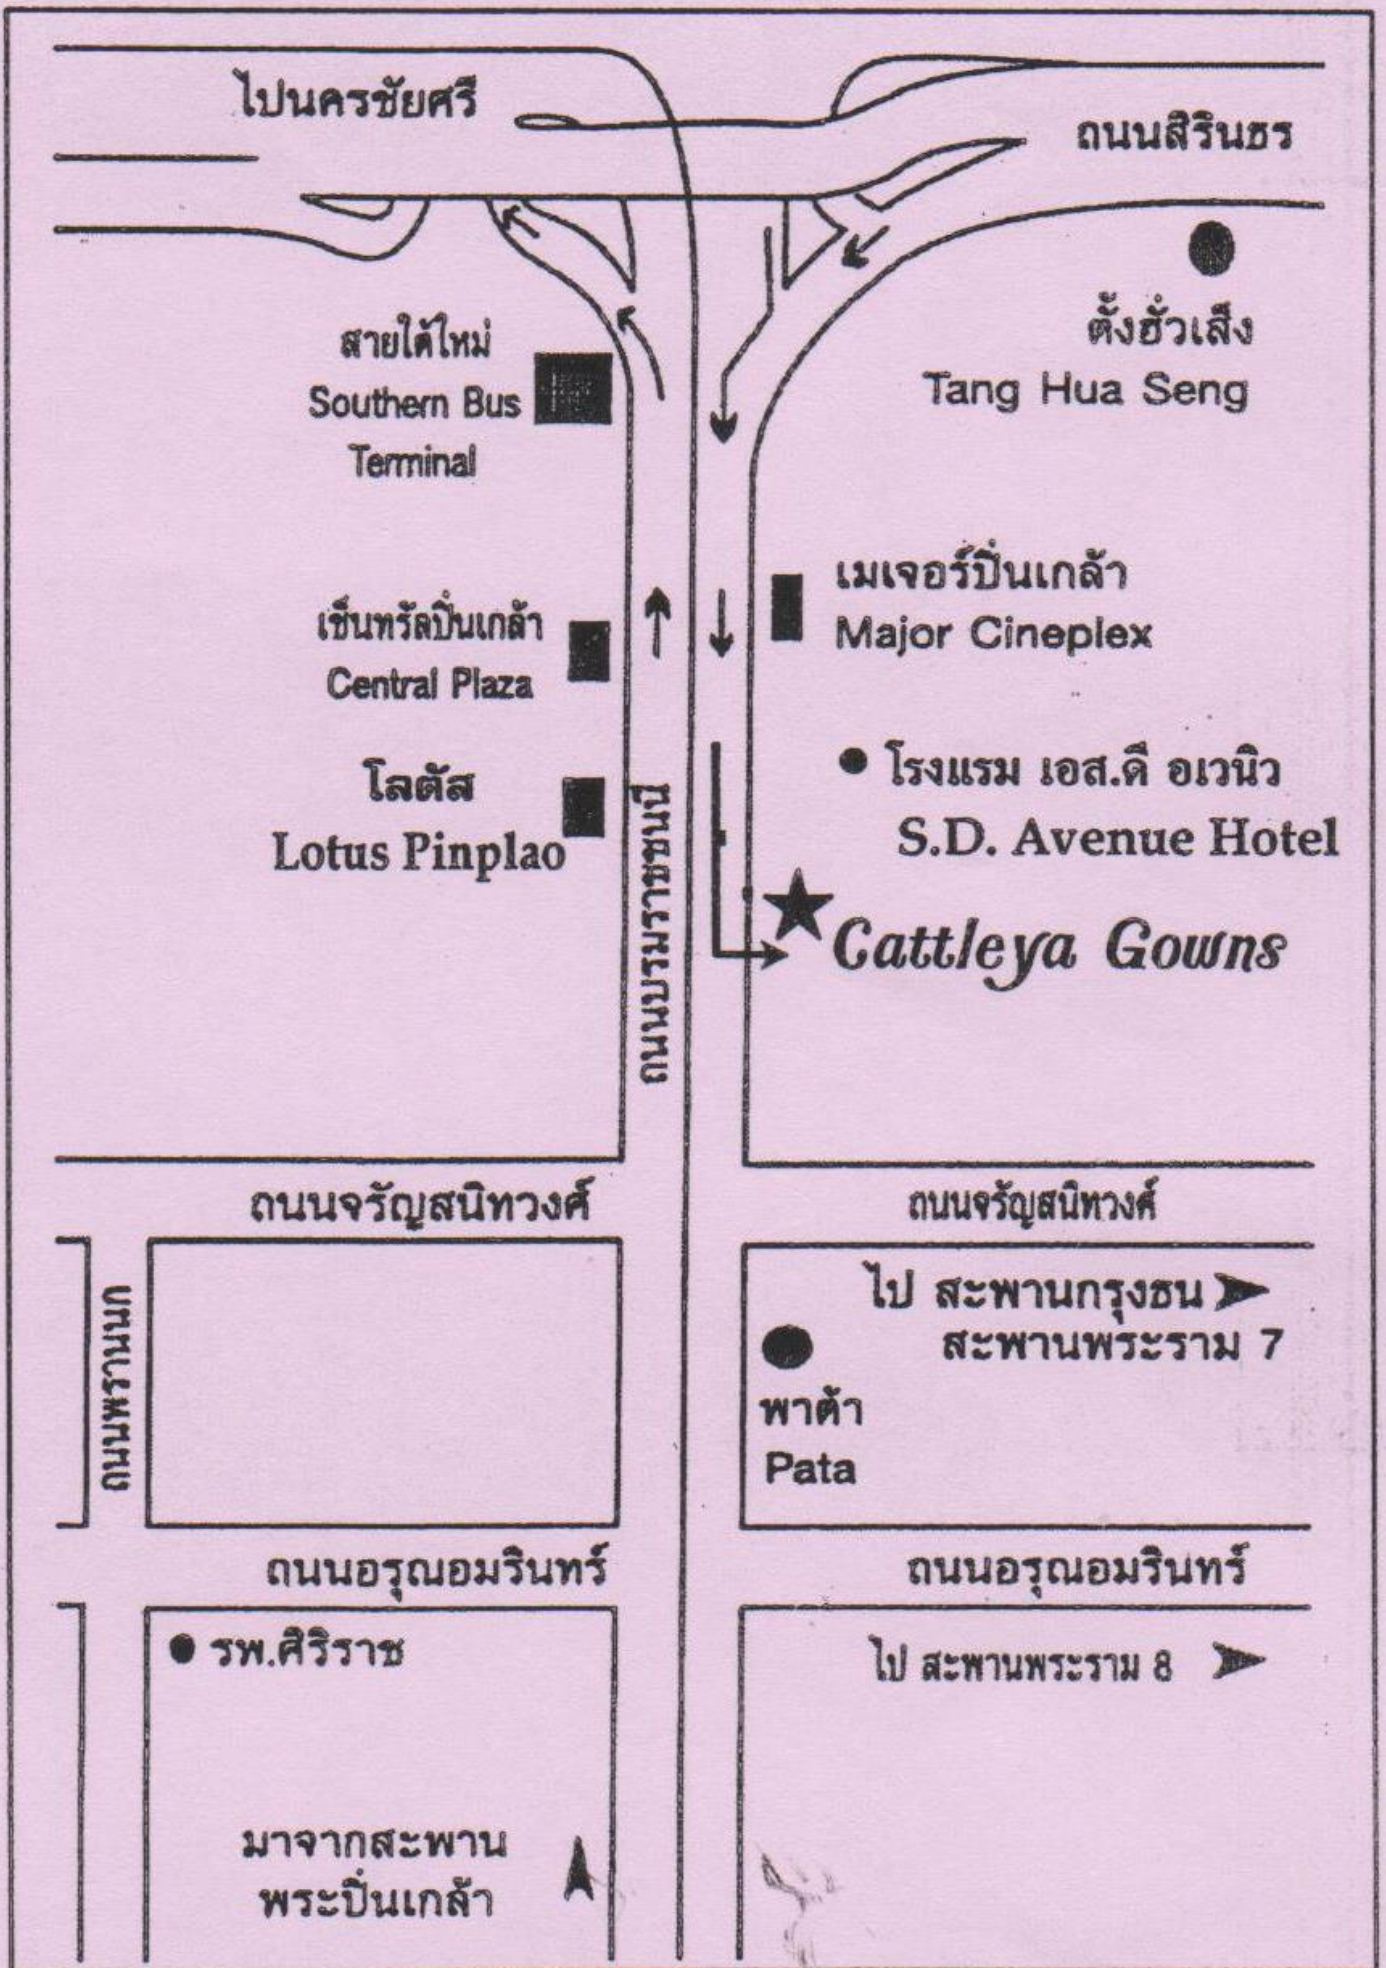 ไปนครชัยศรี
ถนนสิรินธร
สายใต้ใหม่
Southern Bus
Terminal
ตั้งฮั่วเส็ง
Tang Hua Seng
เมเจอร์ปิ่นเกล้า
Major Cineplex
เซ็นทรัลปิ่นเกล้า
Central Plaza
โรงแรม เอส.ดี อเวนิว
S.D. Avenue Hotel
โลตัส
Lotus Pinplao
ถนนบรมราชชนนี
Cattleya Gowns
ถนนจรัญสนิทวงศ์
ถนนจรัญสนิทวงศ์
ถนนพรานนก
ไป สะพานกรุงธน
สะพานพระราม 7
พาต้า
Pata
ถนนอรุณอมรินทร์
ถนนอรุณอมรินทร์
รพ.ศิริราช
ไป สะพานพระราม 8
มาจากสะพาน
พระปิ่นเกล้า